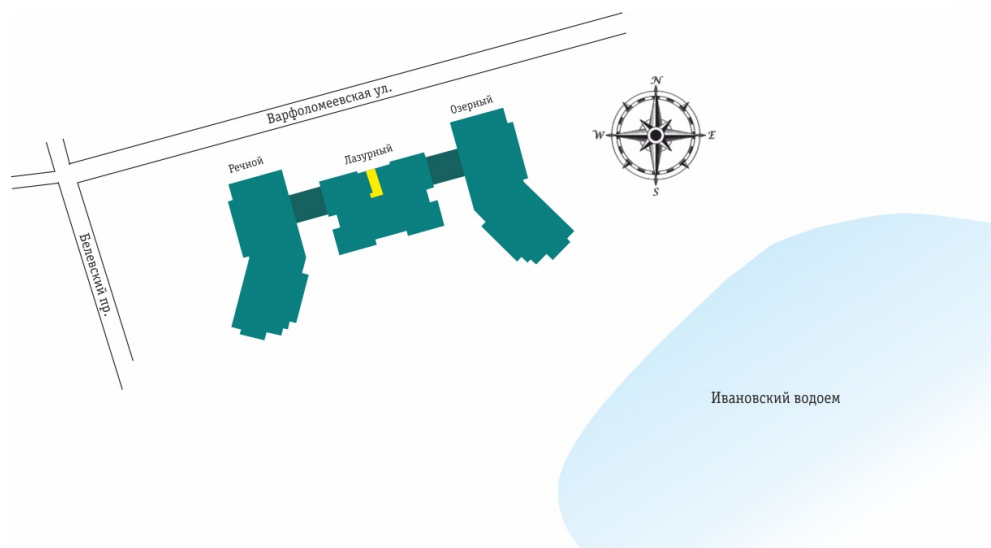 Варфоломеевская ул.
Озерный
Лазурный
Речной
N
W
E
S
Белевский пр.
Ивановский водоем